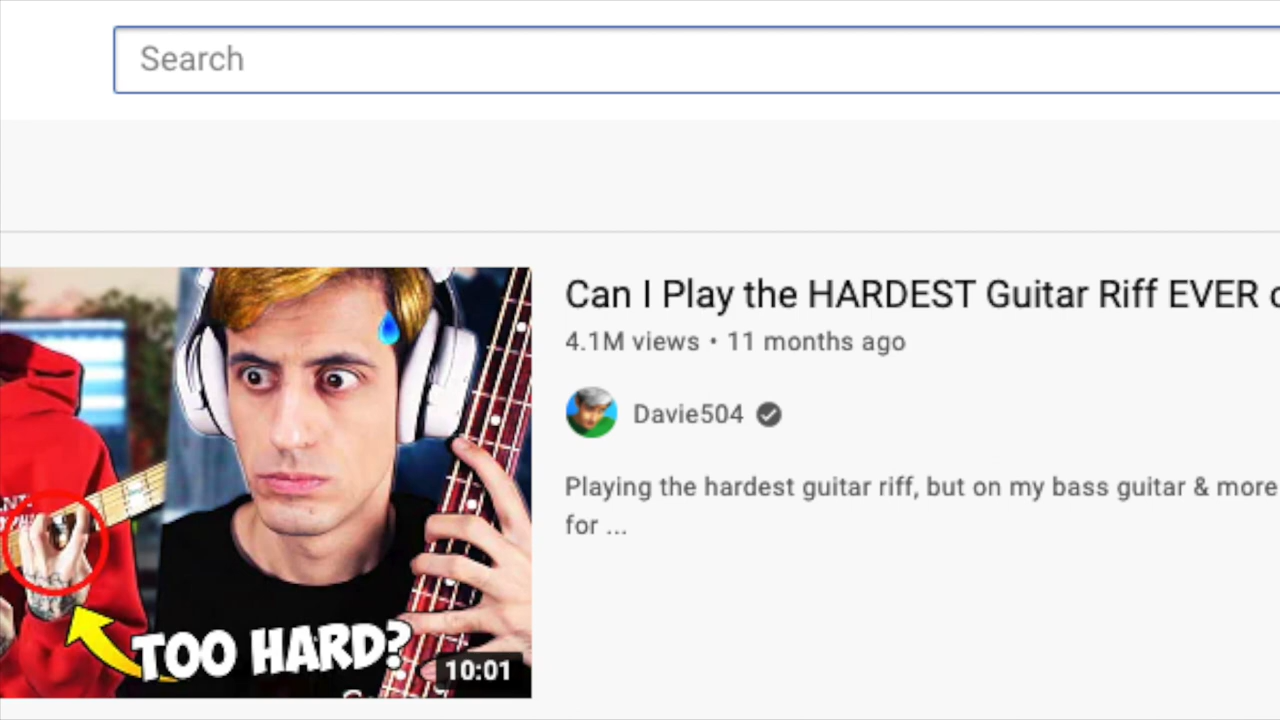 Search
Can I Play the HARDEST Guitar Riff EVER
4.1M views • 11 months ago
Davie504
Playing the hardest guitar riff, but on my bass guitar & more
for ...
TOO HARD?
10:01